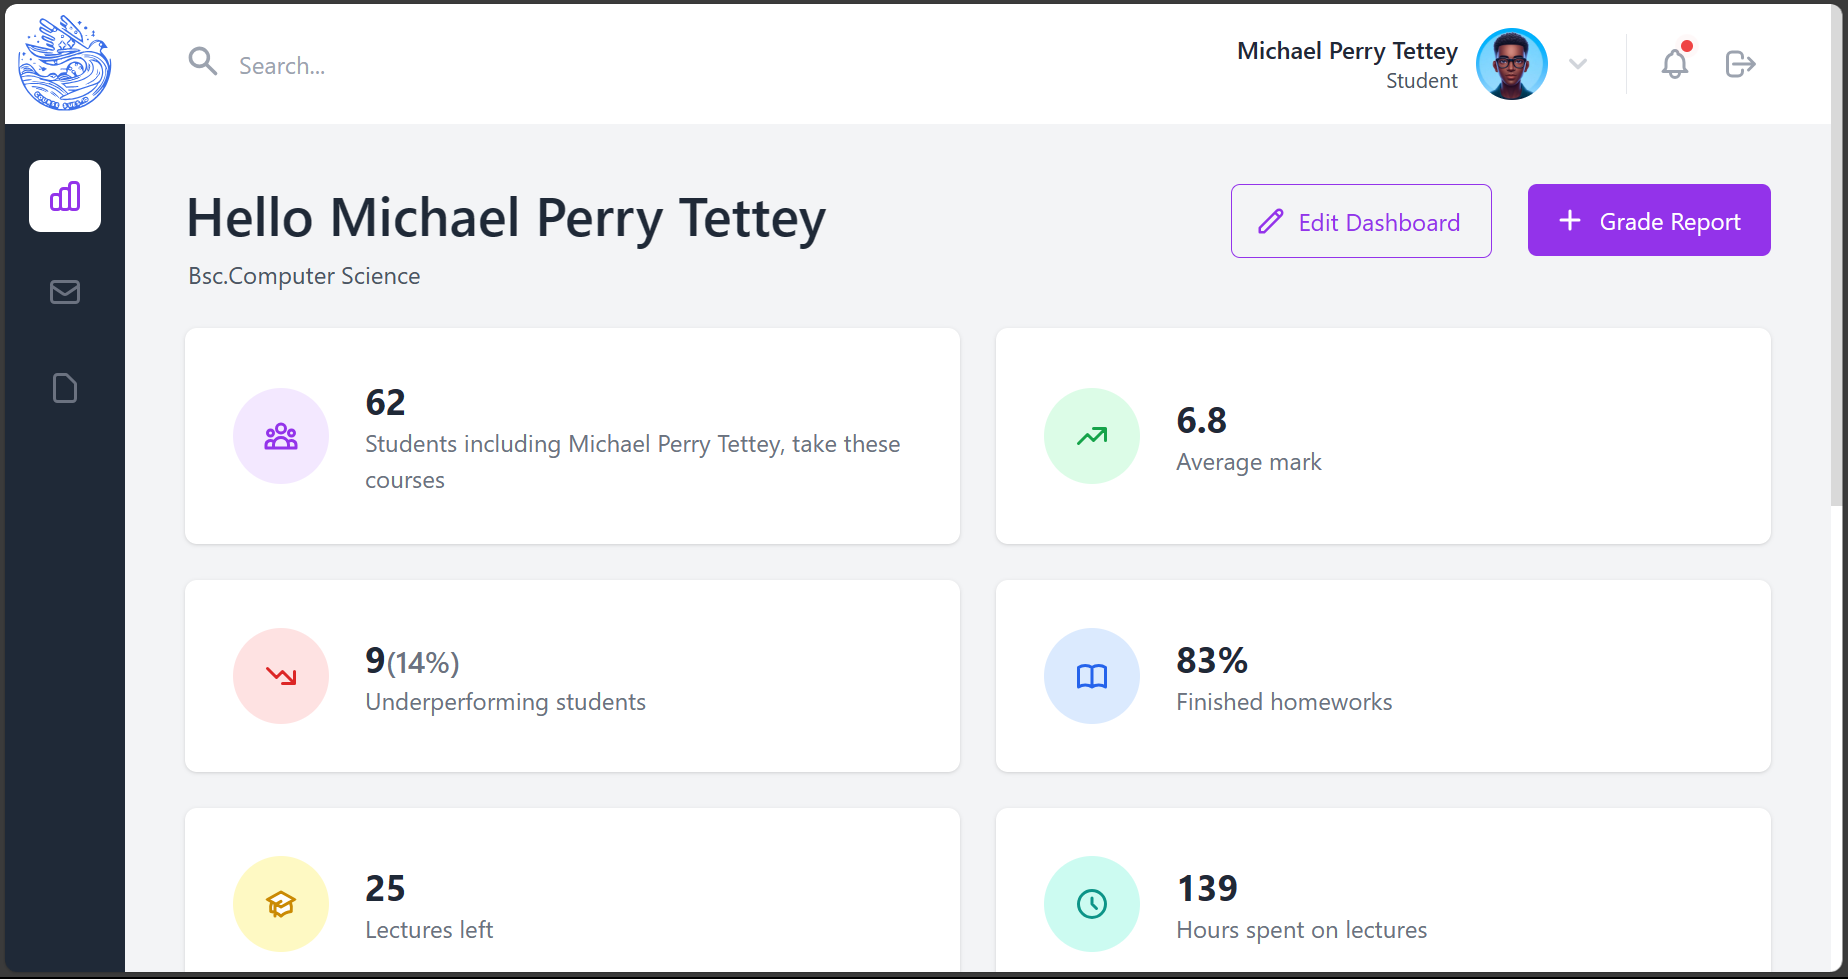 Search...
Michael Perry Tettey
Student
Hello Michael Perry Tettey
Bsc.Computer Science
Edit Dashboard
Grade Report
62
Students including Michael Perry Tettey, take these
courses
6.8
Average mark
9(14%)
Underperforming students
83%
Finished homeworks
25
Lectures left
139
Hours spent on lectures